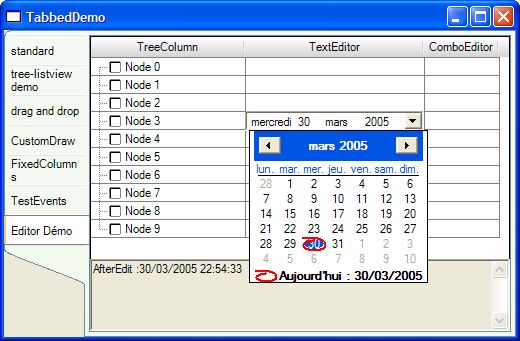 TabbedDemo
standard
tree-listview
demo
drag and drop
CustomDraw
FixedColumn
s
TestEvents
Editor Démo
TreeColumn TextEditor ComboEditor
Node 0
Node 1
Node 2
Node 3 mercredi 30 mars 2005
Node 4
Node 5
Node 6
Node 7
Node 8
Node 9
mars 2005
lun. mar. mer. jeu. ven. sam. dim.
28 1 2 3 4 5 6
7 8 9 10 11 12 13
14 15 16 17 18 19 20
21 22 23 24 25 26 27
28 29 30 31 1 2 3
4 5 6 7 8 9 10
Aujourd'hui : 30/03/2005
AfterEdit :30/03/2005 22:54:33